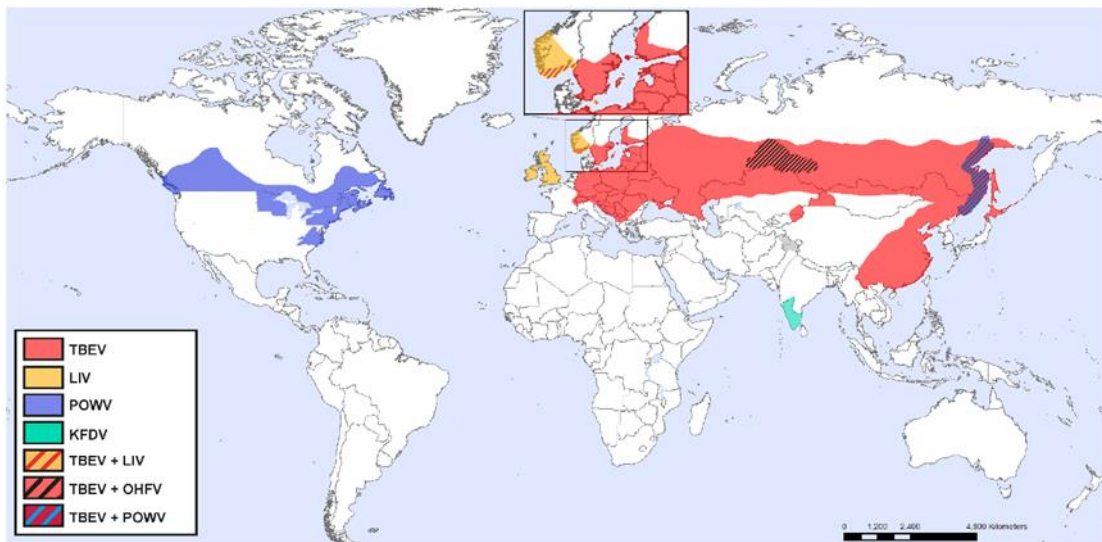 TBEV
LIV
POWV
KFDV
TBEV + LIV
TBEV + OHFV
TBEV + POWV
0 1,200 2,400 4,800 Kilometers